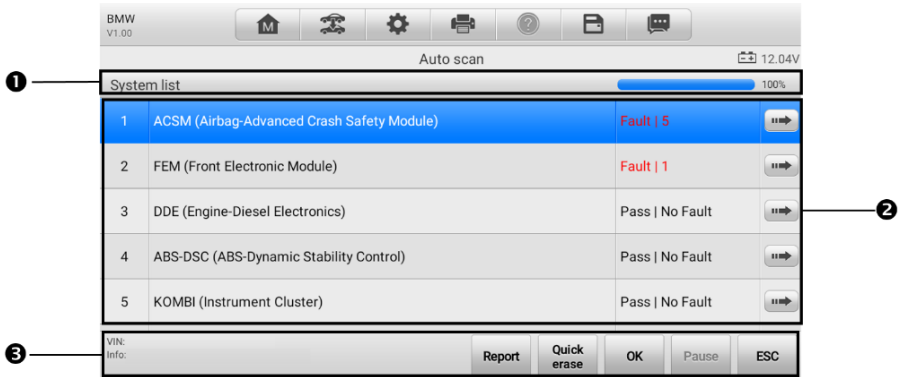 BMW
V1.00
M
?
Auto scan
12.04V
❶
System list
100%
1 ACSM (Airbag-Advanced Crash Safety Module) Fault | 5
2 FEM (Front Electronic Module) Fault | 1
3 DDE (Engine-Diesel Electronics) Pass | No Fault
❷
4 ABS-DSC (ABS-Dynamic Stability Control) Pass | No Fault
5 KOMBI (Instrument Cluster) Pass | No Fault
❸
VIN:
Info:
Report
Quick
erase
OK
Pause
ESC